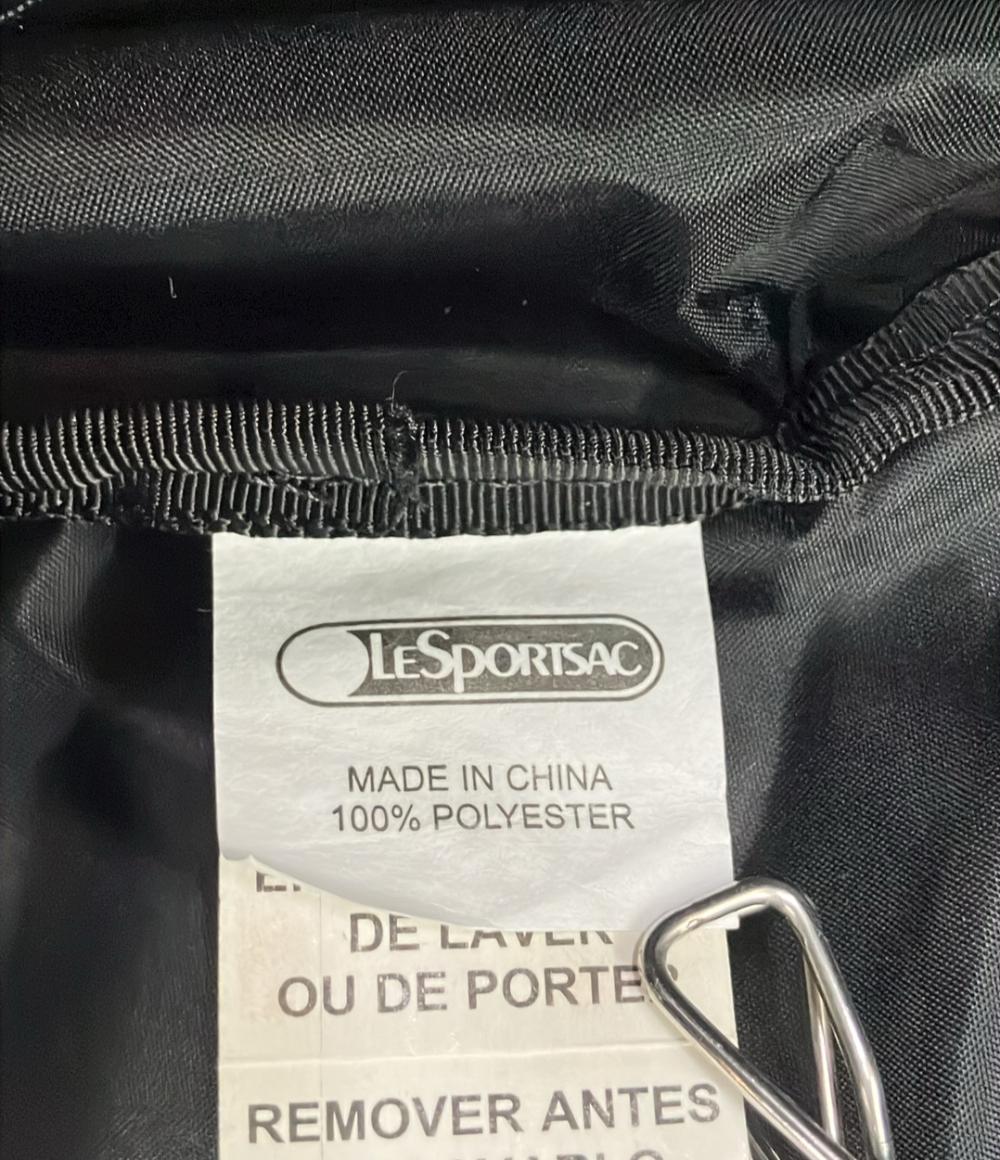 LeSportsac
MADE IN CHINA
100% POLYESTER
DE LAVER
OU DE PORTER
REMOVER ANTES